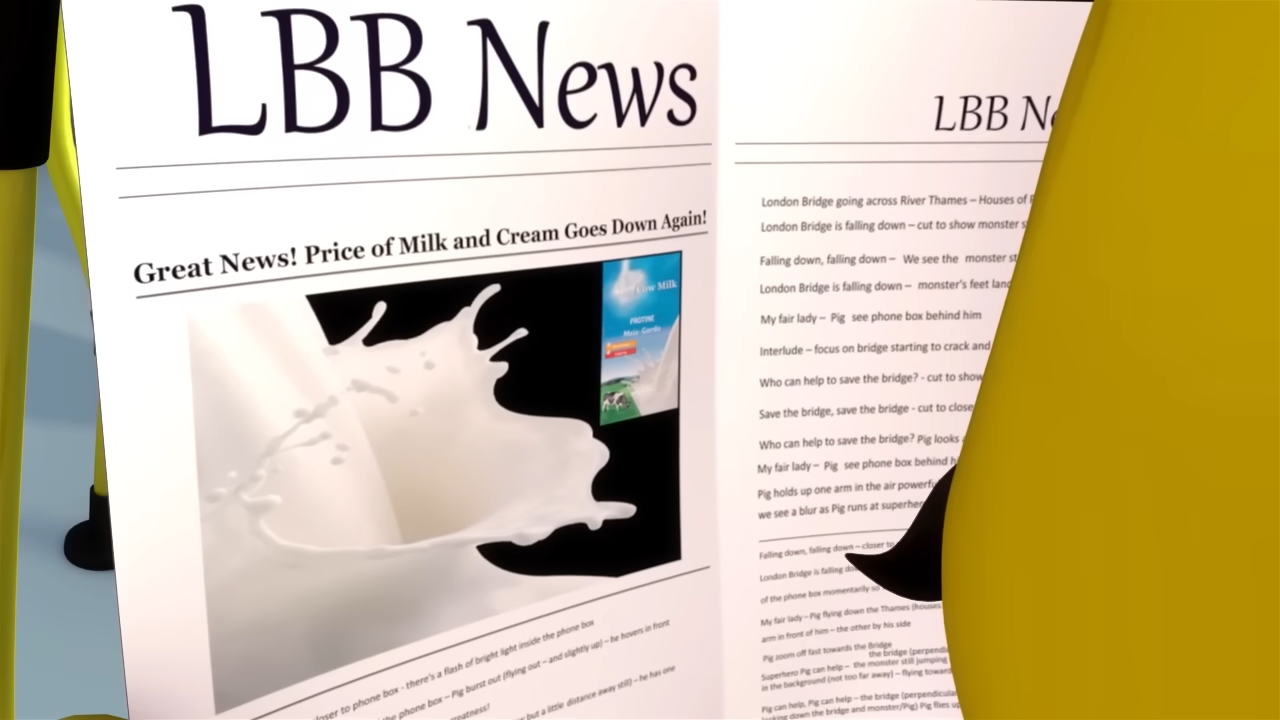 LBB News
Great News! Price of Milk and Cream Goes Down Again!
Cow Milk
PROTINE
closer to phone box - there's a flash of bright light inside the phone box
the phone box – Pig burst out (flying out – and slightly up) – he hovers in front
greatness!
but a little distance away still) – he has one
LBB
London Bridge going across River Thames – Houses of
London Bridge is falling down – cut to show monster
Falling down, falling down – We see the monster
London Bridge is falling down – monster's feet
My fair lady – Pig see phone box behind him
Interlude – focus on bridge starting to crack and
Who can help to save the bridge? - cut to show
Save the bridge, save the bridge - cut to close
Who can help to save the bridge? Pig looks
My fair lady – Pig see phone box behind
Pig holds up one arm in the air
we see a blur as Pig runs at
Falling down, falling down – closer to
London Bridge is falling
of the phone box momentarily so
My fair lady – Pig flying down the Thames (houses
arm in front of him – the other by his side
Pig zoom off fast towards the Bridge
the bridge
Superhero Pig can help – the monster still jumping
in the background (not too far away) – flying
Pig can help, Pig can help – the bridge
looking down the bridge and monster/Pig) Pig flies